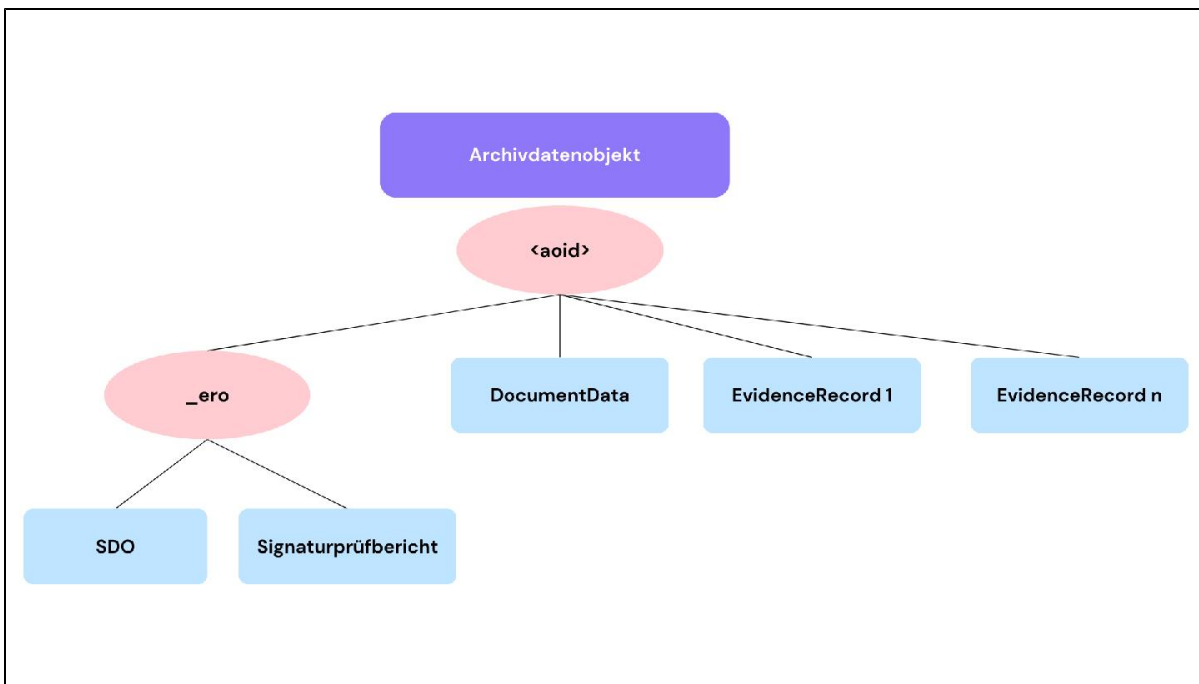 Archivdatenobjekt
<aoid>
_ero
DocumentData
EvidenceRecord 1
EvidenceRecord n
SDO
Signaturprüfbericht